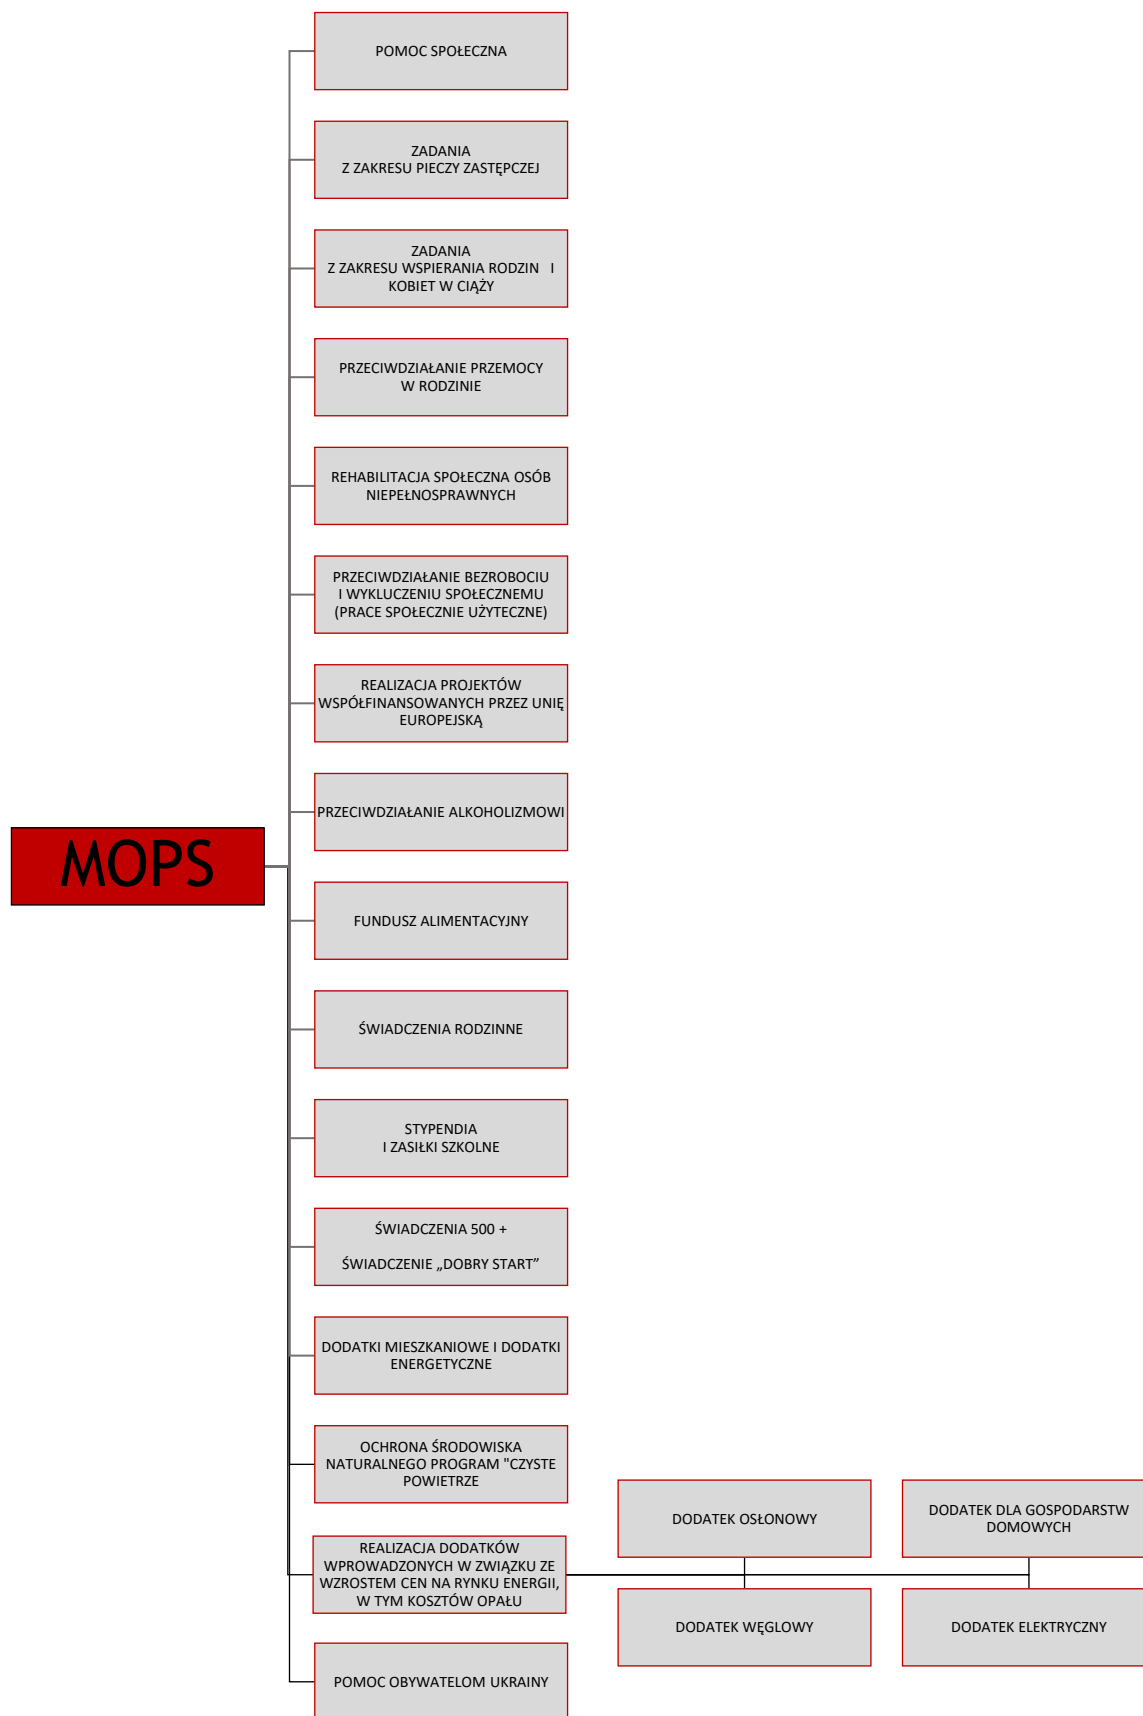 POMOC SPOŁECZNA
ZADANIA
Z ZAKRESU PIECZY ZASTĘPCZEJ
ZADANIA
Z ZAKRESU WSPIERANIA RODZIN I
KOBIET W CIĄŻY
PRZECIWDZIAŁANIE PRZEMOCY
W RODZINIE
REHABILITACJA SPOŁECZNA OSÓB
NIEPEŁNOSPRAWNYCH
PRZECIWDZIAŁANIE BEZROBOCIU
I WYKLUCZENIU SPOŁECZNEMU
(PRACE SPOŁECZNIE UŻYTECZNE)
REALIZACJA PROJEKTÓW
WSPÓŁFINANSOWANYCH PRZEZ UNIĘ
EUROPEJSKĄ
PRZECIWDZIAŁANIE ALKOHOLIZMOWI
MOPS
FUNDUSZ ALIMENTACYJNY
ŚWIADCZENIA RODZINNE
STYPENDIA
I ZASIŁKI SZKOLNE
ŚWIADCZENIA 500 +
ŚWIADCZENIE „DOBRY START”
DODATKI MIESZKANIOWE I DODATKI
ENERGETYCZNE
OCHRONA ŚRODOWISKA
NATURALNEGO PROGRAM "CZYSTE
POWIETRZE
REALIZACJA DODATKÓW
WPROWADZONYCH W ZWIĄZKU ZE
WZROSTEM CEN NA RYNKU ENERGII,
W TYM KOSZTÓW OPAŁU
DODATEK OSŁONOWY
DODATEK DLA GOSPODARSTW
DOMOWYCH
DODATEK WĘGLOWY
DODATEK ELEKTRYCZNY
POMOC OBYWATELOM UKRAINY